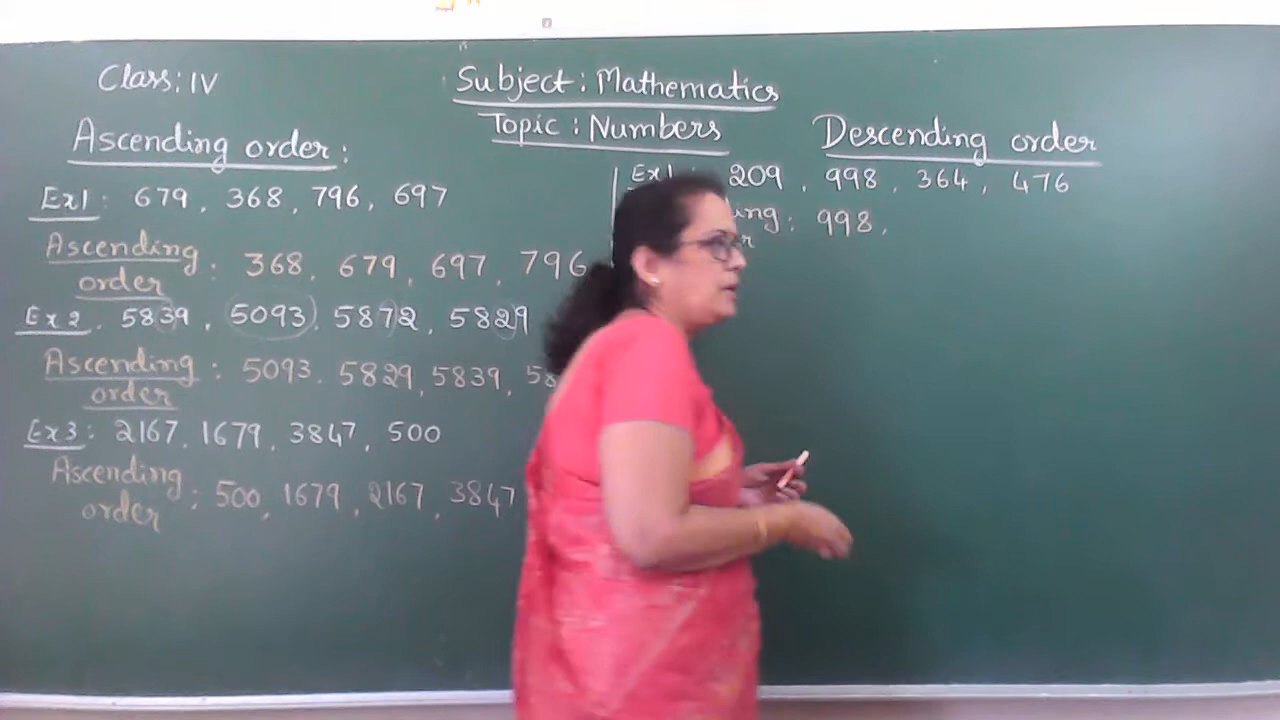 Class: IV
Subject: Mathematics
Topic: Numbers
Ascending order:
Ex1: 679, 368, 796, 697
Ascending
order : 368, 679, 697, 796
Ex2. 5839, 5093, 5872, 5829
Ascending
order : 5093. 5829, 5839,
Ex3: 2167, 1679, 3847, 500
Ascending
order : 500, 1679, 2167, 3847
Descending order
Ex1: 209, 998, 364, 476
: 998,